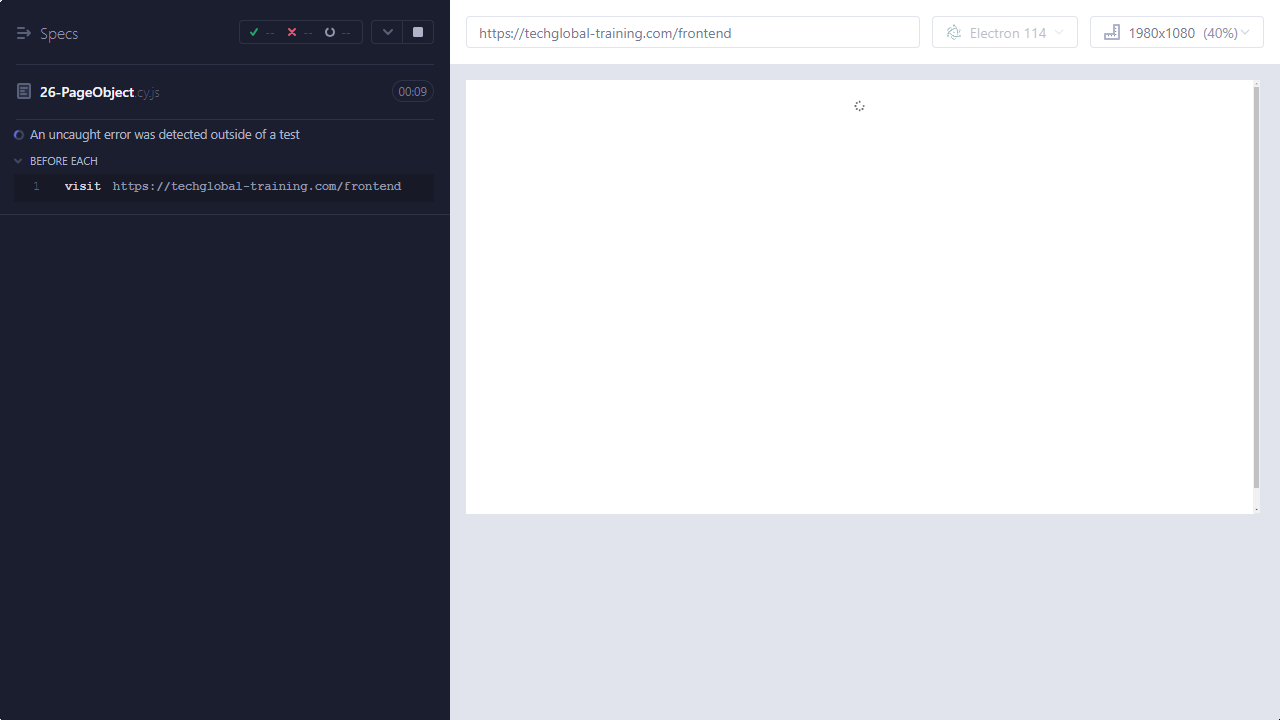 Specs
-- -- --
26-PageObject.cy.js
00:09
An uncaught error was detected outside of a test
BEFORE EACH
1 visit https://techglobal-training.com/frontend
https://techglobal-training.com/frontend
Electron 114
1980x1080 (40%)